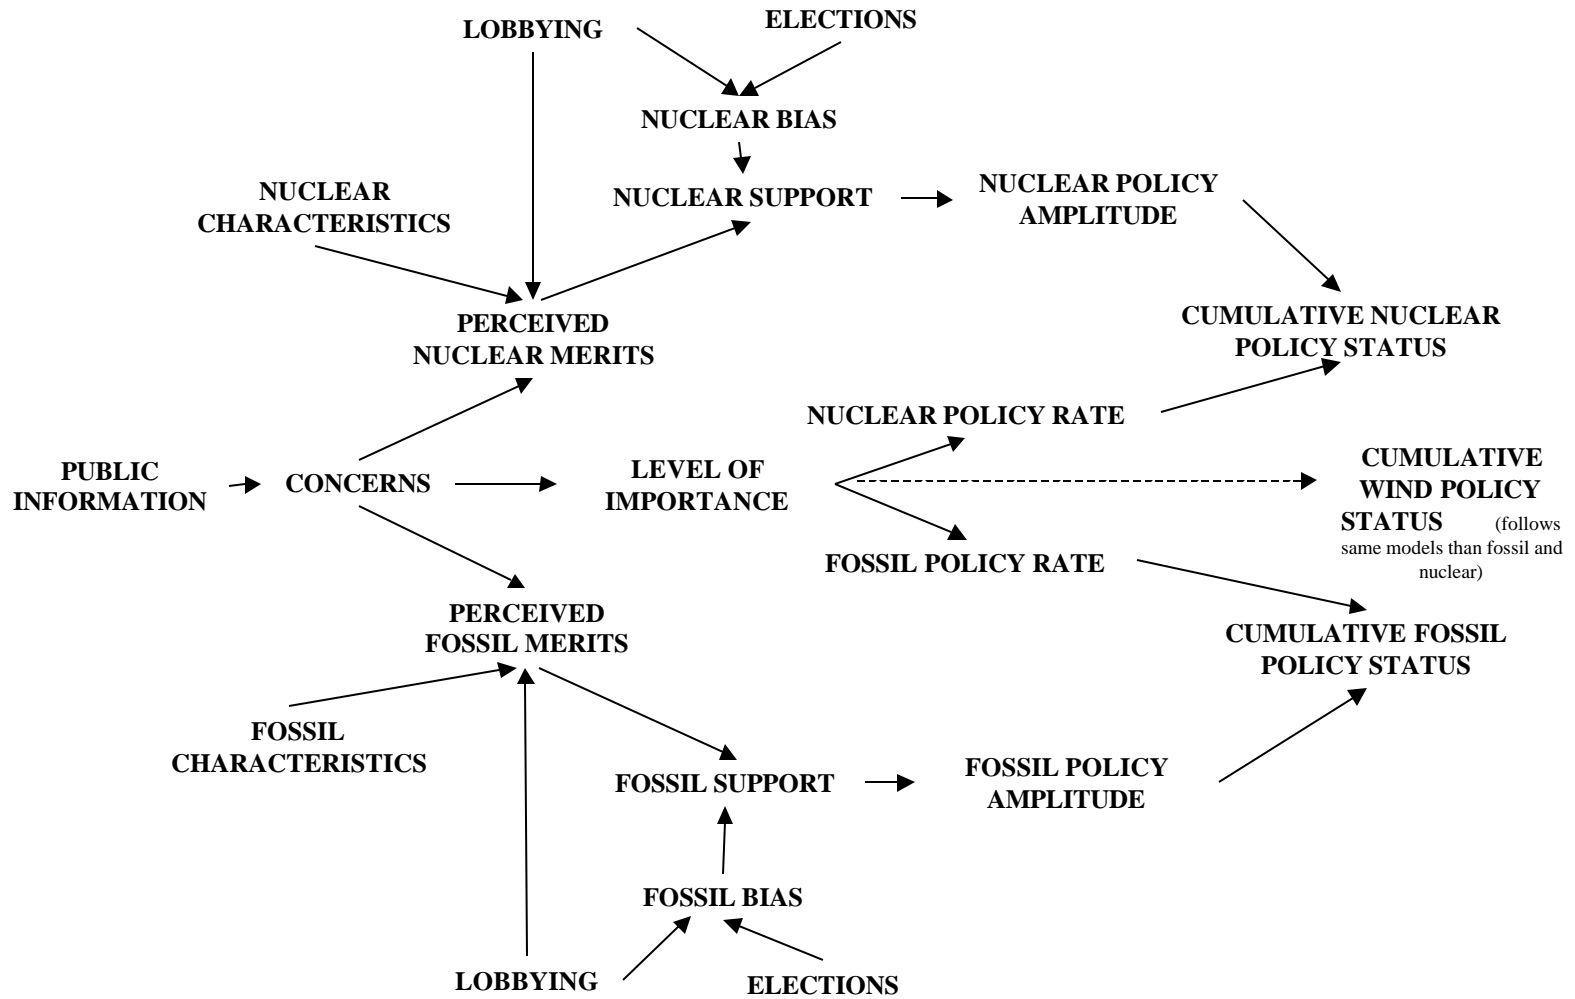 LOBBYING
ELECTIONS
NUCLEAR BIAS
NUCLEAR
CHARACTERISTICS
NUCLEAR SUPPORT
NUCLEAR POLICY
AMPLITUDE
PERCEIVED
NUCLEAR MERITS
CUMULATIVE NUCLEAR
POLICY STATUS
NUCLEAR POLICY RATE
PUBLIC
INFORMATION
CONCERNS
LEVEL OF
IMPORTANCE
CUMULATIVE
WIND POLICY
STATUS (follows
same models than fossil and
nuclear)
FOSSIL POLICY RATE
PERCEIVED
FOSSIL MERITS
CUMULATIVE FOSSIL
POLICY STATUS
FOSSIL
CHARACTERISTICS
FOSSIL SUPPORT
FOSSIL POLICY
AMPLITUDE
FOSSIL BIAS
LOBBYING
ELECTIONS